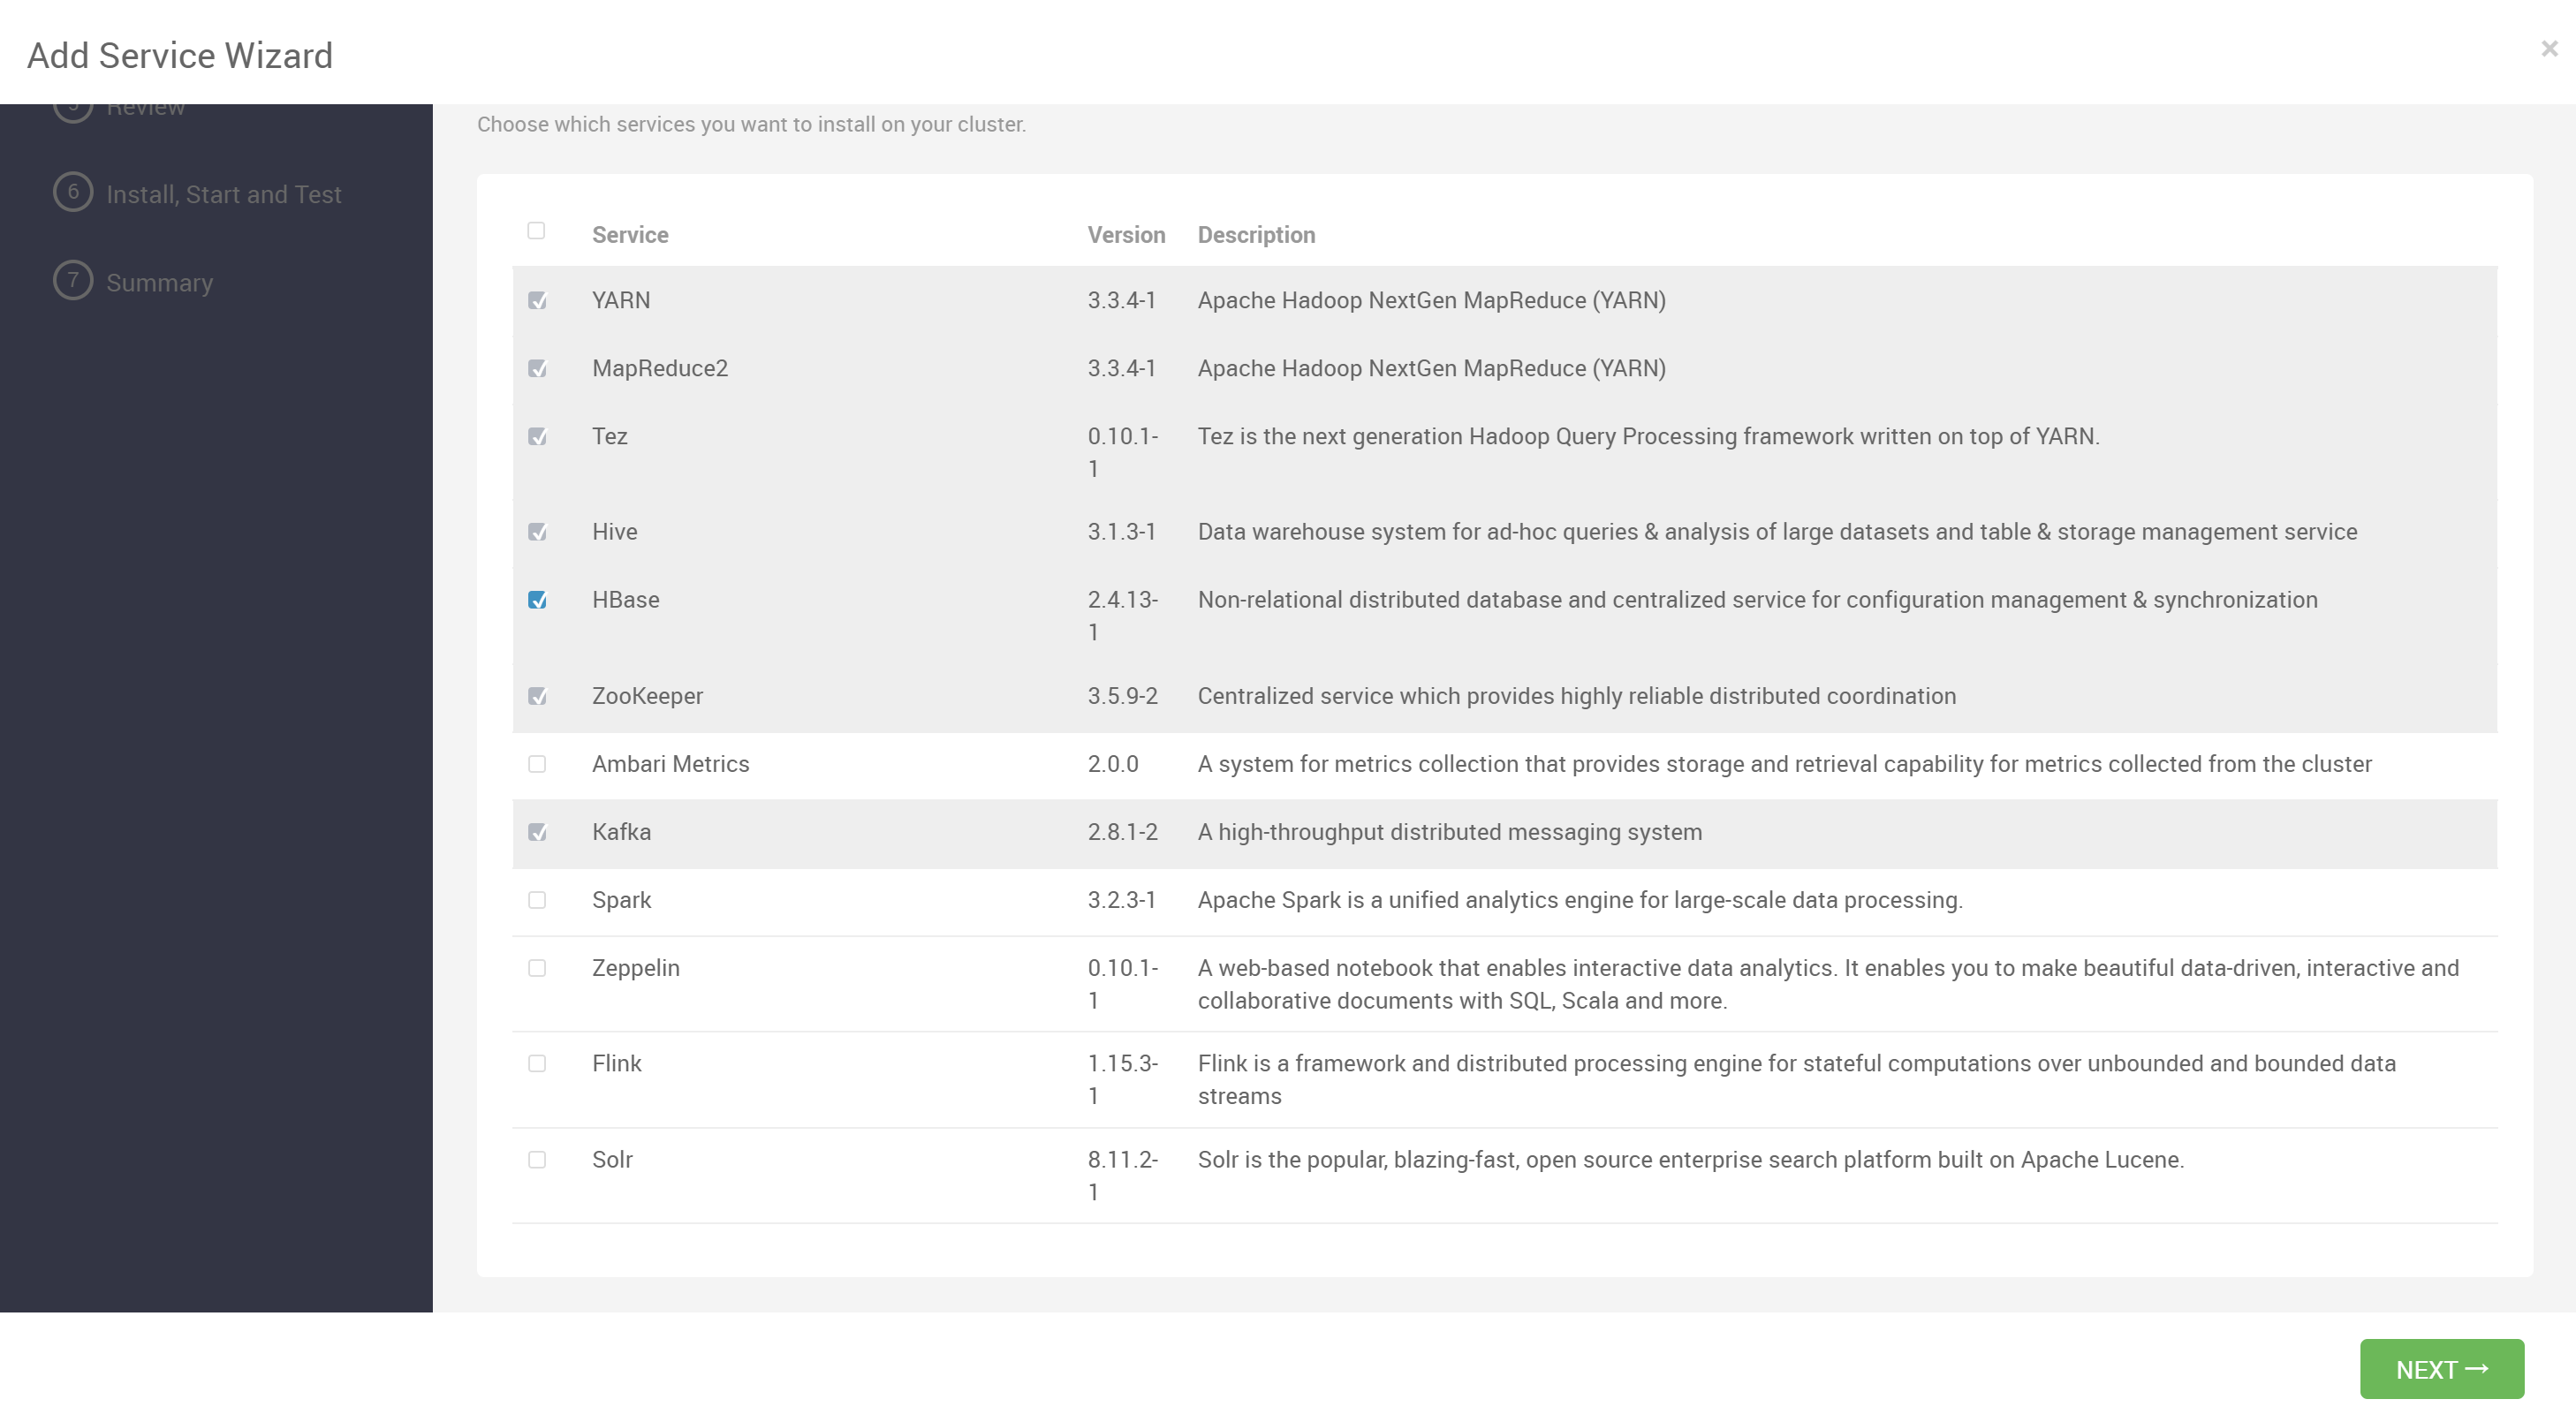 Add Service Wizard
×
5 Review
6 Install, Start and Test
7 Summary
Choose which services you want to install on your cluster.
Service Version Description
YARN 3.3.4-1 Apache Hadoop NextGen MapReduce (YARN)
MapReduce2 3.3.4-1 Apache Hadoop NextGen MapReduce (YARN)
Tez 0.10.1- Tez is the next generation Hadoop Query Processing framework written on top of YARN.
1
Hive 3.1.3-1 Data warehouse system for ad-hoc queries & analysis of large datasets and table & storage management service
HBase 2.4.13- Non-relational distributed database and centralized service for configuration management & synchronization
1
ZooKeeper 3.5.9-2 Centralized service which provides highly reliable distributed coordination
Ambari Metrics 2.0.0 A system for metrics collection that provides storage and retrieval capability for metrics collected from the cluster
Kafka 2.8.1-2 A high-throughput distributed messaging system
Spark 3.2.3-1 Apache Spark is a unified analytics engine for large-scale data processing.
Zeppelin 0.10.1- A web-based notebook that enables interactive data analytics. It enables you to make beautiful data-driven, interactive and
1 collaborative documents with SQL, Scala and more.
Flink 1.15.3- Flink is a framework and distributed processing engine for stateful computations over unbounded and bounded data
1 streams
Solr 8.11.2- Solr is the popular, blazing-fast, open source enterprise search platform built on Apache Lucene.
1
NEXT →